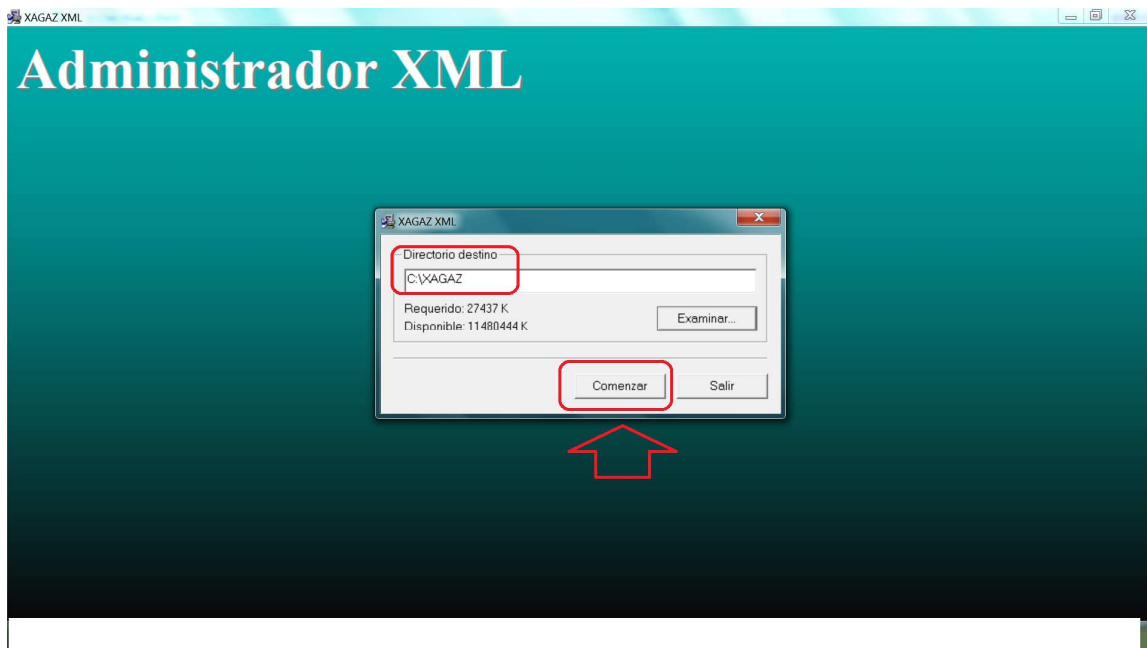 XAGAZ XML
Administrador XML
XAGAZ XML
Directorio destino
C:\XAGAZ
Requerido: 27437 K
Disponible: 11480444 K
Examinar...
Comenzar
Salir